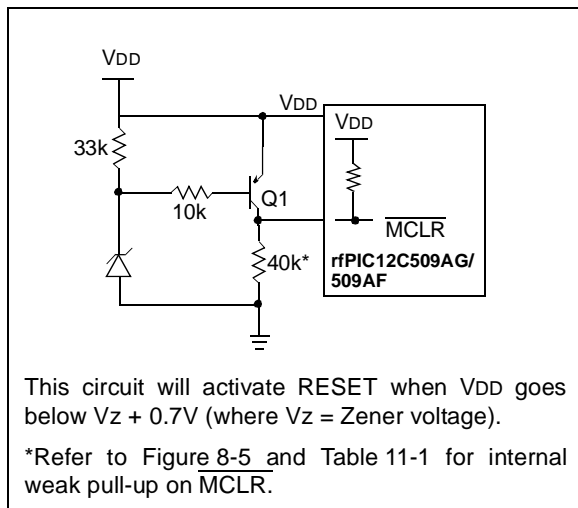 VDD
VDD
VDD
33k
Q1
10k
MCLR
40k*
rfPIC12C509AG/
509AF
This circuit will activate RESET when VDD goes
below Vz + 0.7V (where Vz = Zener voltage).
*Refer to Figure 8-5 and Table 11-1 for internal
weak pull-up on MCLR.